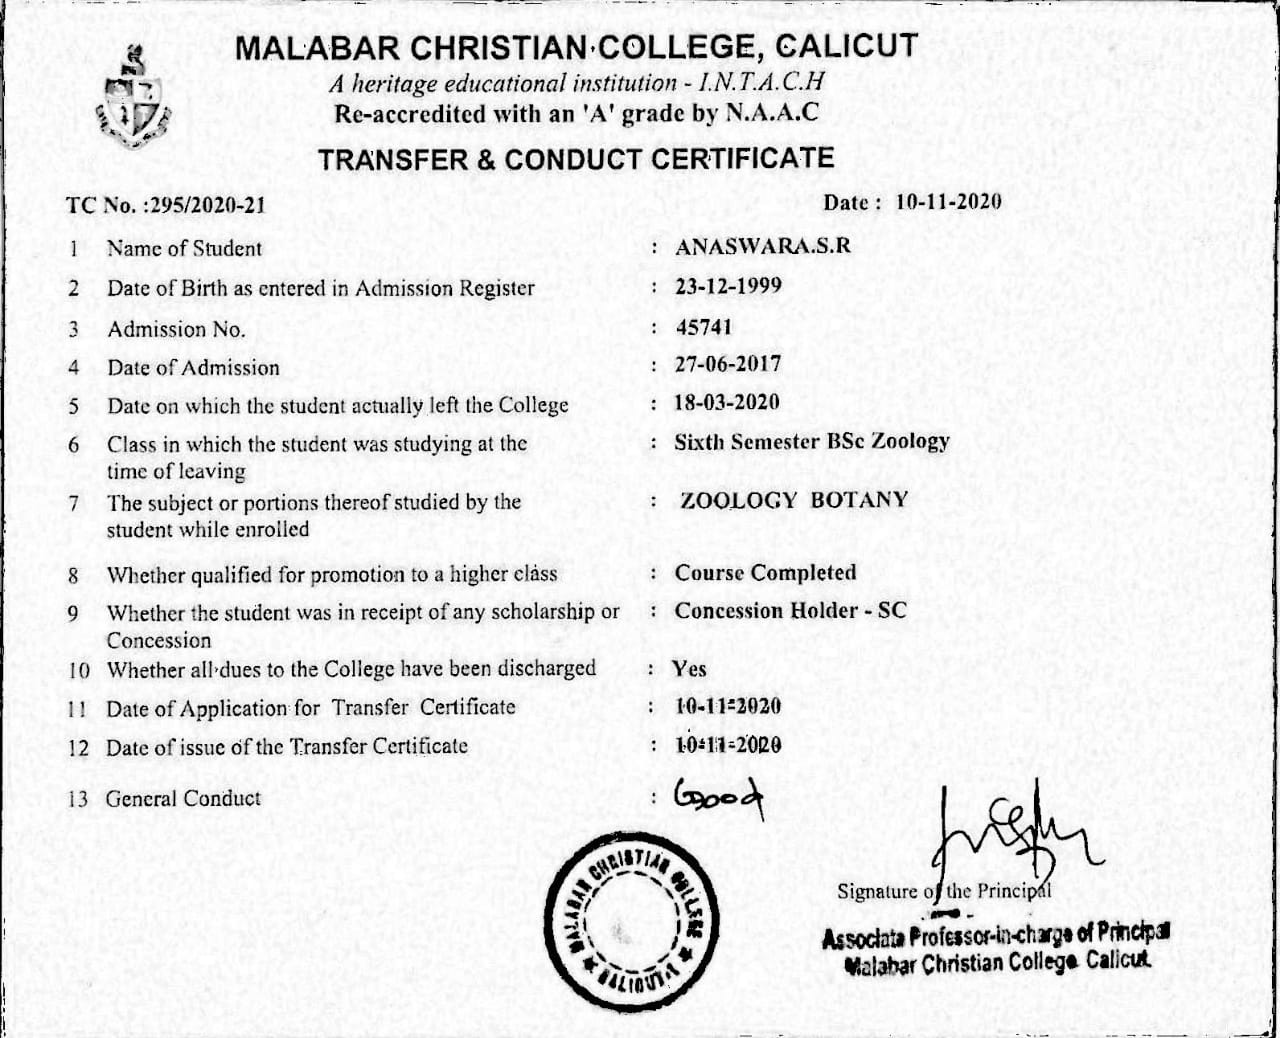 MALABAR CHRISTIAN COLLEGE, CALICUT
A heritage educational institution - I.N.T.A.C.H
Re-accredited with an 'A' grade by N.A.A.C
TRANSFER & CONDUCT CERTIFICATE
TC No. :295/2020-21 Date : 10-11-2020
1 Name of Student : ANASWARA.S.R
2 Date of Birth as entered in Admission Register : 23-12-1999
3 Admission No. : 45741
4 Date of Admission : 27-06-2017
5 Date on which the student actually left the College : 18-03-2020
6 Class in which the student was studying at the : Sixth Semester BSc Zoology
time of leaving
7 The subject or portions thereof studied by the : ZOOLOGY BOTANY
student while enrolled
8 Whether qualified for promotion to a higher class : Course Completed
9 Whether the student was in receipt of any scholarship or : Concession Holder - SC
Concession
10 Whether all dues to the College have been discharged : Yes
11 Date of Application for Transfer Certificate : 10-11-2020
12 Date of issue of the Transfer Certificate : 10-11-2020
13 General Conduct : Good
MALABAR CHRISTIAN COLLEGE
CALICUT-1
Signature of the Principal
Associate Professor-in-charge of Principal
Malabar Christian College Calicut